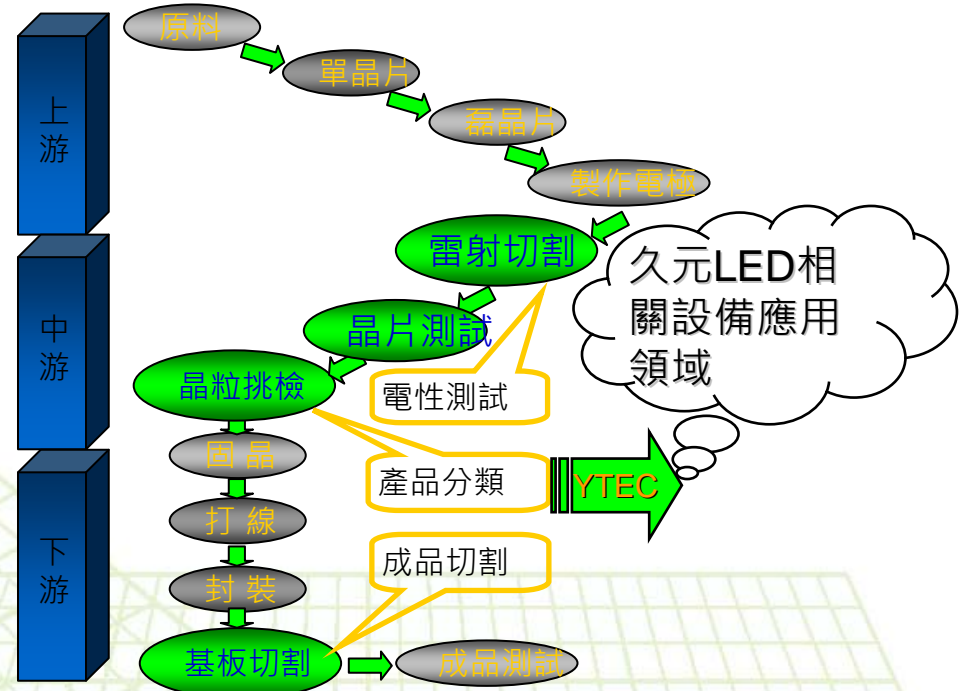 上
游
中
游
下
游
原料
單晶片
磊晶片
製作電極
雷射切割
晶片測試
晶粒挑檢
固 晶
打 線
封 裝
基板切割
成品測試
電性測試
產品分類
成品切割
YTEC
久元LED相
關設備應用
領域